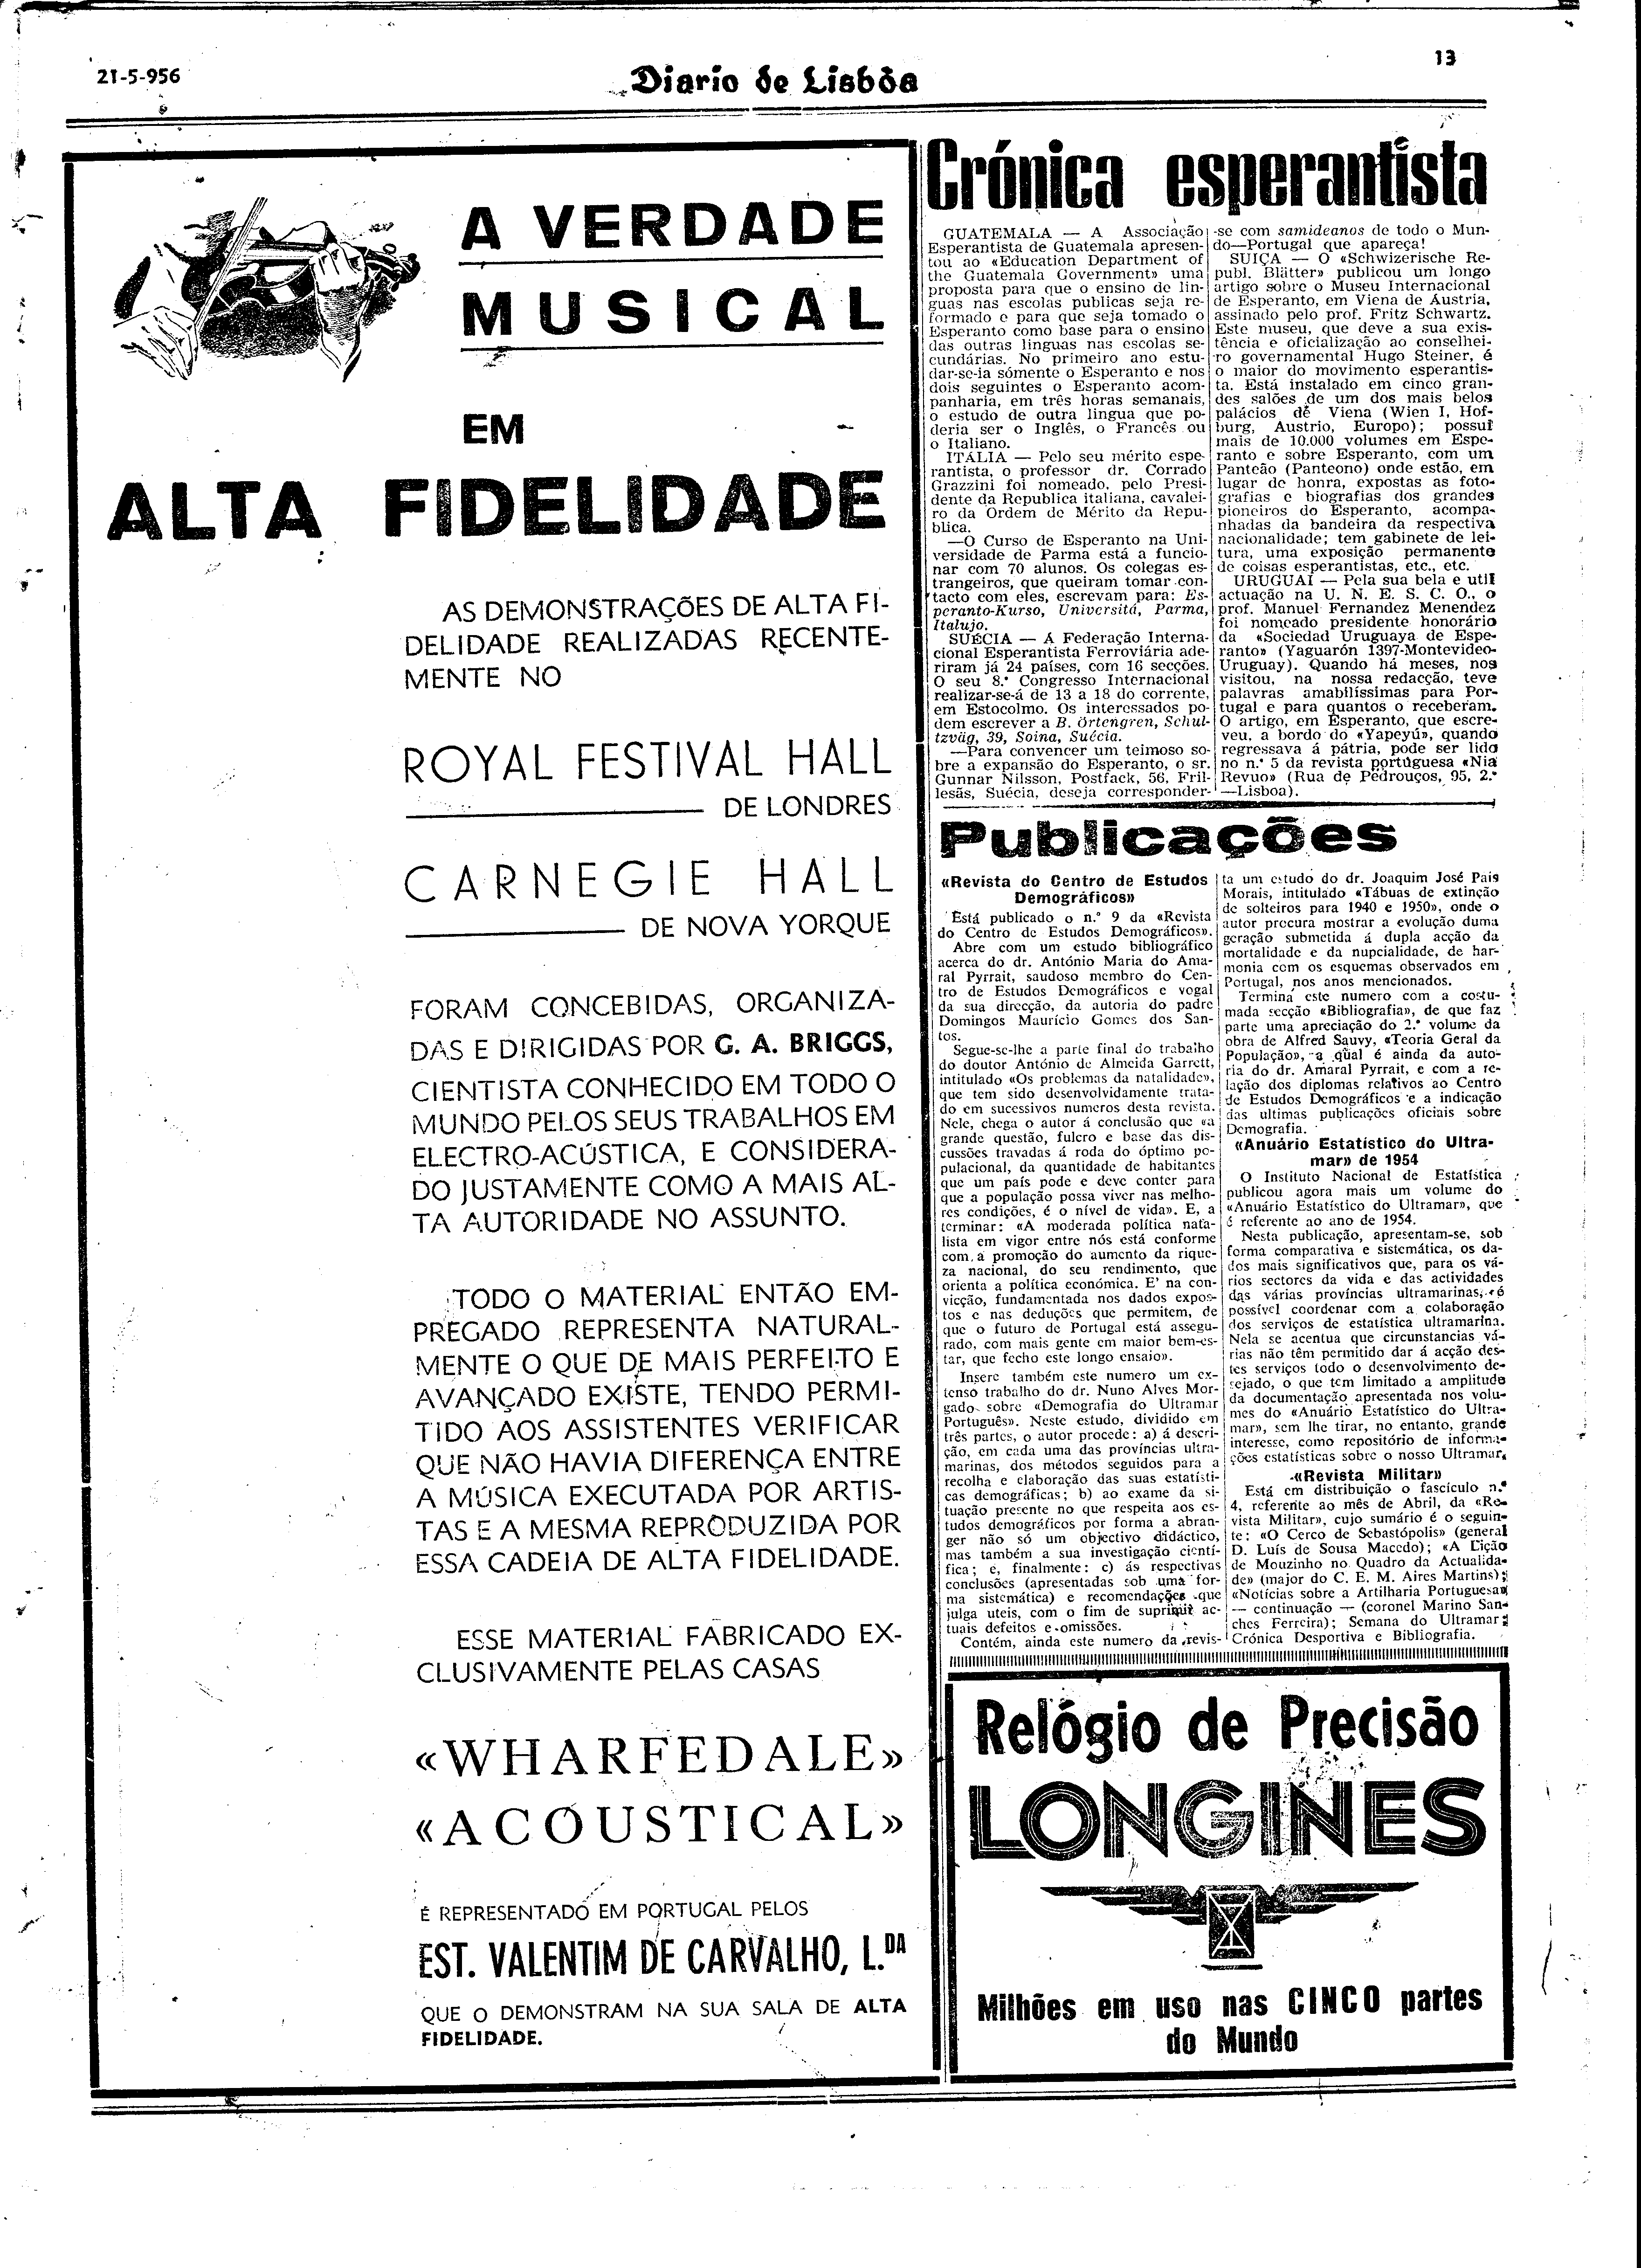 21-5-956
Diario de Lisbôa
13
A VERDADE
MUSICAL
EM
ALTA FIDELIDADE
AS DEMONSTRAÇÕES DE ALTA FI-
DELIDADE REALIZADAS RECENTE-
MENTE NO
ROYAL FESTIVAL HALL
DE LONDRES
CARNEGIE HALL
DE NOVA YORQUE
FORAM CONCEBIDAS, ORGANIZA-
DAS E DIRIGIDAS POR G. A. BRIGGS,
CIENTISTA CONHECIDO EM TODO O
MUNDO PELOS SEUS TRABALHOS EM
ELECTRO-ACÚSTICA, E CONSIDERA-
DO JUSTAMENTE COMO A MAIS AL-
TA AUTORIDADE NO ASSUNTO.
TODO O MATERIAL ENTÃO EM-
PREGADO REPRESENTA NATURAL-
MENTE O QUE DE MAIS PERFEITO E
AVANÇADO EXISTE, TENDO PERMI-
TIDO AOS ASSISTENTES VERIFICAR
QUE NÃO HAVIA DIFERENÇA ENTRE
A MÚSICA EXECUTADA POR ARTIS-
TAS E A MESMA REPRODUZIDA POR
ESSA CADEIA DE ALTA FIDELIDADE.
ESSE MATERIAL FABRICADO EX-
CLUSIVAMENTE PELAS CASAS
«WHARFEDALE»
«ACOUSTICAL»
É REPRESENTADO EM PORTUGAL PELOS
EST. VALENTIM DE CARVALHO, L.DA
QUE O DEMONSTRAM NA SUA SALA DE ALTA
FIDELIDADE.
Crónica esperantista
GUATEMALA — A Associação
Esperantista de Guatemala apresen-
tou ao «Education Department of
the Guatemala Government» uma
proposta para que o ensino de lin-
guas nas escolas publicas seja re-
formado e para que seja tomado o
Esperanto como base para o ensino
das outras linguas nas escolas se-
cundárias. No primeiro ano estu-
dar-se-ia sómente o Esperanto e nos
dois seguintes o Esperanto acom-
panharia, em três horas semanais,
o estudo de outra lingua que po-
deria ser o Inglês, o Francês ou
o Italiano.
ITÁLIA — Pelo seu mérito espe-
rantista, o professor dr. Corrado
Grazzini foi nomeado, pelo Presi-
dente da Republica italiana, cavalei-
ro da Ordem de Mérito da Repu-
blica.
—O Curso de Esperanto na Uni-
versidade de Parma está a funcio-
nar com 70 alunos. Os colegas es-
trangeiros, que queiram tomar con-
tacto com eles, escrevam para: Es-
peranto-Kurso, Universitá, Parma,
Italujo.
SUÉCIA — A Federação Interna-
cional Esperantista Ferroviária ade-
riram já 24 países, com 16 secções.
O seu 8.º Congresso Internacional
realizar-se-á de 13 a 18 do corrente,
em Estocolmo. Os interessados po-
dem escrever a B. örtengren, Schul-
tzväg, 39, Soina, Suécia.
—Para convencer um teimoso so-
bre a expansão do Esperanto, o sr.
Gunnar Nilsson, Postfack, 56, Fril-
lesäs, Suécia, deseja corresponder-
-se com samideanos de todo o Mun-
do—Portugal que apareça!
SUIÇA — O «Schwizerische Re-
publ. Blätter» publicou um longo
artigo sobre o Museu Internacional
de Esperanto, em Viena de Austria,
assinado pelo prof. Fritz Schwartz.
Este museu, que deve a sua exis-
tência e oficialização ao conselhei-
ro governamental Hugo Steiner, é
o maior do movimento esperantis-
ta. Está instalado em cinco gran-
des salões de um dos mais belos
palácios de Viena (Wien I, Hof-
burg, Austrio, Europo); possui
mais de 10.000 volumes em Espe-
ranto e sobre Esperanto, com um
Panteão (Panteono) onde estão, em
lugar de honra, expostas as foto-
grafias e biografias dos grandes
pioneiros do Esperanto, acompa-
nhadas da bandeira da respectiva
nacionalidade; tem gabinete de lei-
tura, uma exposição permanente
de coisas esperantistas, etc., etc.
URUGUAI — Pela sua bela e util
actuação na U. N. E. S. C. O., o
prof. Manuel Fernandez Menendez
foi nomeado presidente honorário
da «Sociedad Uruguaya de Espe-
ranto» (Yaguarón 1397-Montevideo-
Uruguay). Quando há meses, nos
visitou, na nossa redacção, teve
palavras amabilíssimas para Por-
tugal e para quantos o receberam.
O artigo, em Esperanto, que escre-
veu, a bordo do «Yapeyú», quando
regressava á pátria, pode ser lido
no n.º 5 da revista portuguesa «Nia
Revuo» (Rua de Pedrouços, 95, 2.º
—Lisboa).
Publicações
«Revista do Centro de Estudos
Demográficos»
Está publicado o n.º 9 da «Revista
do Centro de Estudos Demográficos».
Abre com um estudo bibliográfico
acerca do dr. António Maria do Ama-
ral Pyrrait, saudoso membro do Cen-
tro de Estudos Demográficos e vogal
da sua direcção, da autoria do padre
Domingos Maurício Gomes dos San-
tos.
Segue-se-lhe a parte final do trabalho
do doutor António de Almeida Garrett,
intitulado «Os problemas da natalidade»,
que tem sido desenvolvidamente trata-
do em sucessivos numeros desta revista.
Nele, chega o autor á conclusão que «a
grande questão, fulcro e base das dis-
cussões travadas á roda do óptimo po-
pulacional, da quantidade de habitantes
que um país pode e deve conter para
que a população possa viver nas melho-
res condições, é o nível de vida». E, a
terminar: «A moderada política nata-
lista em vigor entre nós está conforme
com a promoção do aumento da rique-
za nacional, do seu rendimento, que
orienta a política económica. E' na con-
vicção, fundamentada nos dados expos-
tos e nas deduções que permitem, de
que o futuro de Portugal está assegu-
rado, com mais gente em maior bem-es-
tar, que fecho este longo ensaio».
Insere também este numero um ex-
tenso trabalho do dr. Nuno Alves Mor-
gado sobre «Demografia do Ultramar
Português». Neste estudo, dividido em
três partes, o autor procede: a) á descri-
ção, em cada uma das províncias ultra-
marinas, dos métodos seguidos para a
recolha e elaboração das suas estatísti-
cas demográficas; b) ao exame da si-
tuação presente no que respeita aos es-
tudos demográficos por forma a abran-
ger não só um objectivo didáctico,
mas também a sua investigação cientí-
fica; e, finalmente: c) ás respectivas
conclusões (apresentadas sob uma for-
ma sistemática) e recomendações que
julga uteis, com o fim de suprir ac-
tuais defeitos e omissões.
Contém, ainda este numero da revis-
ta um estudo do dr. Joaquim José Pais
Morais, intitulado «Tábuas de extinção
de solteiros para 1940 e 1950», onde o
autor procura mostrar a evolução duma
geração submetida á dupla acção da
mortalidade e da nupcialidade, de har-
monia com os esquemas observados em
Portugal, nos anos mencionados.
Termina este numero com a costu-
mada secção «Bibliografia», de que faz
parte uma apreciação do 2.º volume da
obra de Alfred Sauvy, «Teoria Geral da
População», a qual é ainda da auto-
ria do dr. Amaral Pyrrait, e com a re-
lação dos diplomas relativos ao Centro
de Estudos Demográficos e a indicação
das ultimas publicações oficiais sobre
Demografia.
«Anuário Estatístico do Ultra-
mar» de 1954
O Instituto Nacional de Estatística
publicou agora mais um volume do
«Anuário Estatístico do Ultramar», que
é referente ao ano de 1954.
Nesta publicação, apresentam-se, sob
forma comparativa e sistemática, os da-
dos mais significativos que, para os vá-
rios sectores da vida e das actividades
das várias províncias ultramarinas, é
possível coordenar com a colaboração
dos serviços de estatística ultramarina.
Nela se acentua que circunstancias vá-
rias não têm permitido dar á acção des-
tes serviços todo o desenvolvimento de-
sejado, o que tem limitado a amplitude
da documentação apresentada nos volu-
mes do «Anuário Estatístico do Ultra-
mar», sem lhe tirar, no entanto, grande
interesse, como repositório de informa-
ções estatísticas sobre o nosso Ultramar.
«Revista Militar»
Está em distribuição o fascículo n.º
4, referente ao mês de Abril, da «Re-
vista Militar», cujo sumário é o seguin-
te: «O Cerco de Sebastópolis» (general
D. Luís de Sousa Macedo); «A Lição
de Mouzinho no Quadro da Actualida-
de» (major do C. E. M. Aires Martins);
«Notícias sobre a Artilharia Portuguesa»
— continuação — (coronel Marino San-
ches Ferreira); Semana do Ultramar;
Crónica Desportiva e Bibliografia.
Relógio de Precisão
LONGINES
Milhões em uso nas CINCO partes
do Mundo